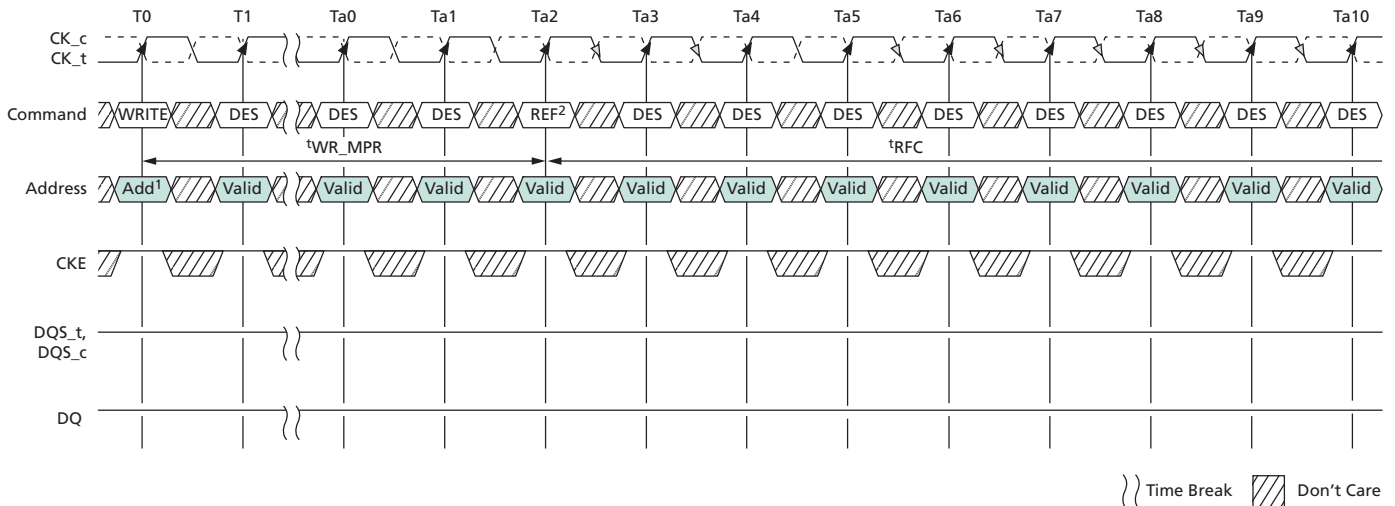 T0 T1 Ta0 Ta1 Ta2 Ta3 Ta4 Ta5 Ta6 Ta7 Ta8 Ta9 Ta10
CK_c
CK_t
Command WRITE DES DES DES REF² DES DES DES DES DES DES DES DES
ᵗWR_MPR ᵗRFC
Address Add¹ Valid Valid Valid Valid Valid Valid Valid Valid Valid Valid Valid Valid
CKE
DQS_t,
DQS_c
DQ
Time Break Don't Care